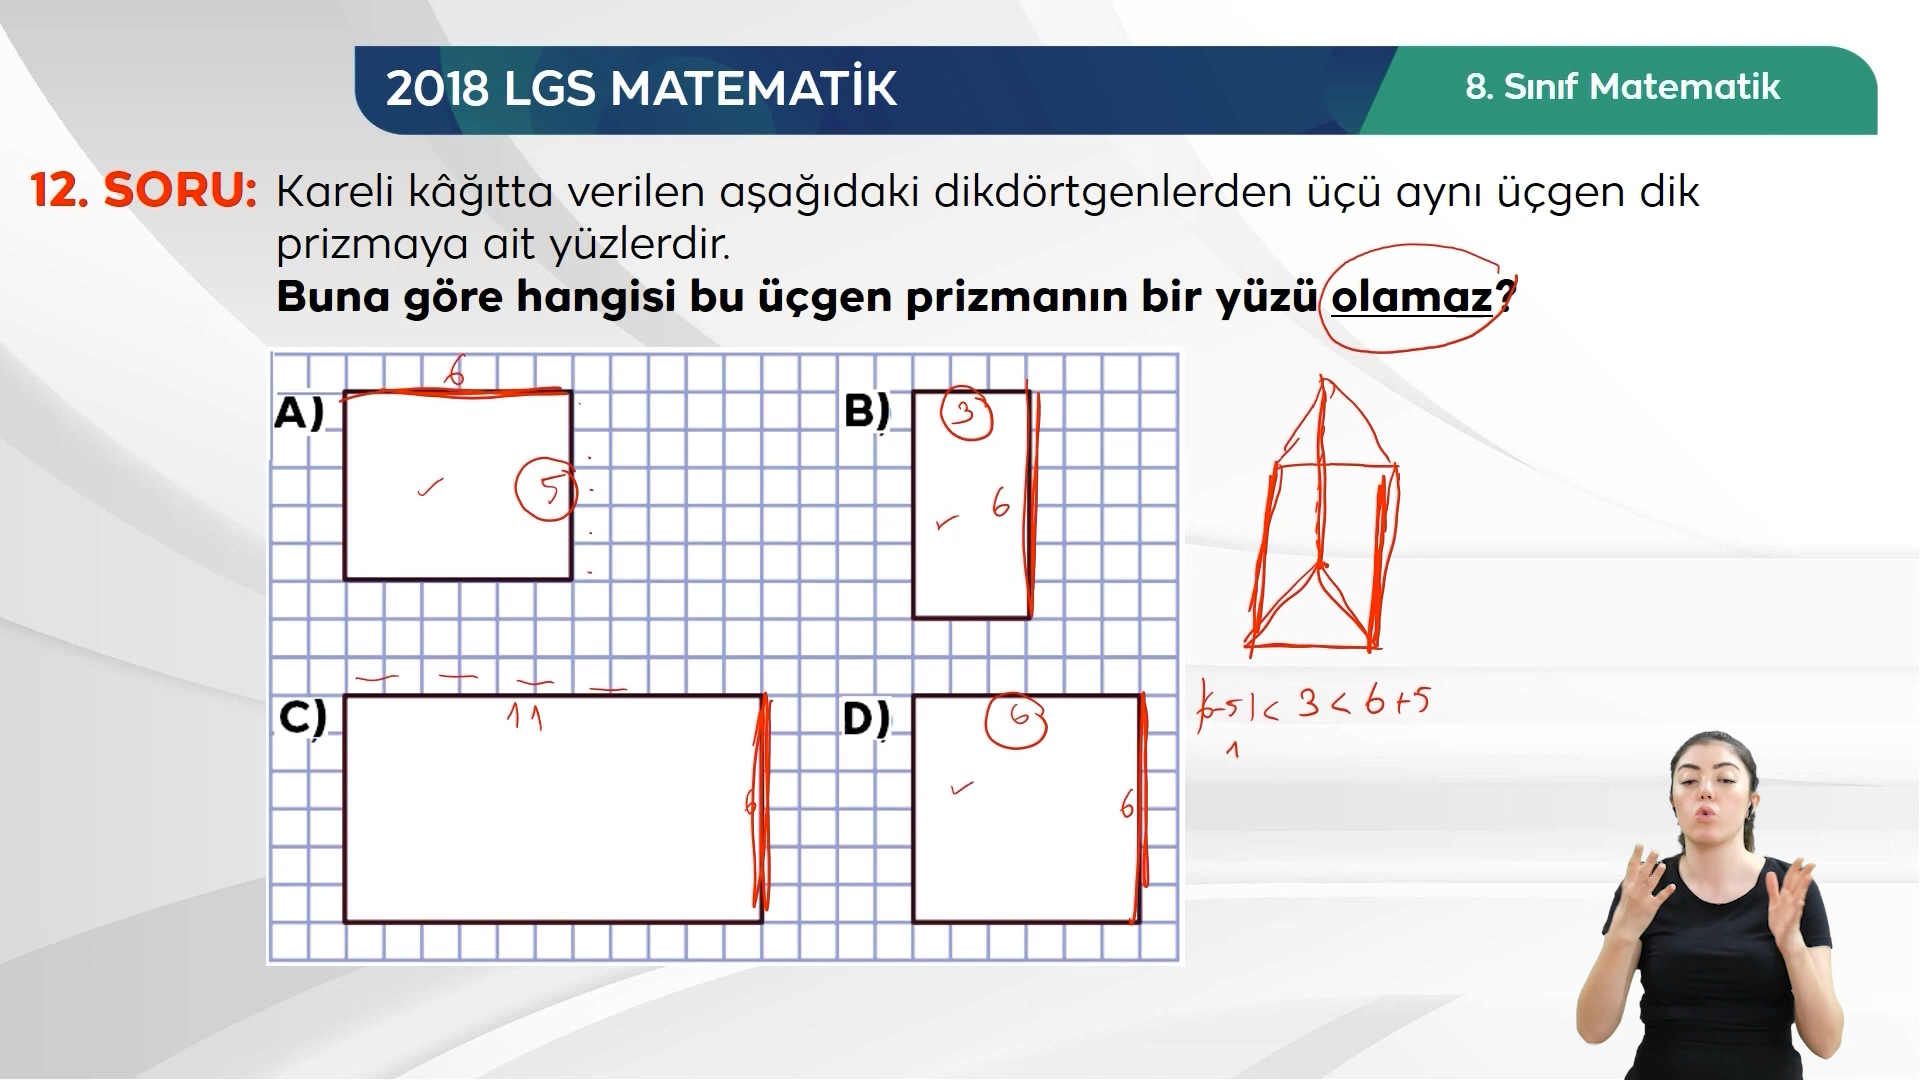 2018 LGS MATEMATİK
8. Sınıf Matematik
12. SORU: Kareli kâğıtta verilen aşağıdaki dikdörtgenlerden üçü aynı üçgen dik
prizmaya ait yüzlerdir.
Buna göre hangisi bu üçgen prizmanın bir yüzü olamaz?
6
A)
5
B)
3
6
C)
11
6
D)
6
6
|6-5| < 3 < 6+5
1